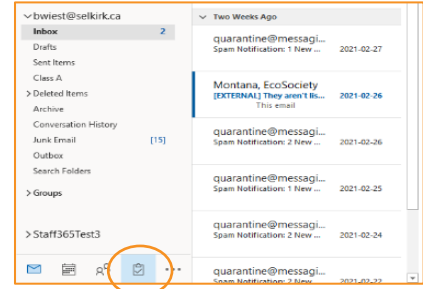 bwiest@selkirk.ca
Inbox 2
Drafts
Sent Items
Class A
Deleted Items
Archive
Conversation History
Junk Email [15]
Outbox
Search Folders
Groups
Staff365Test3
Two Weeks Ago
quarantine@messagi...
Spam Notification: 1 New ... 2021-02-27
Montana, EcoSociety
[EXTERNAL] They aren't lis... 2021-02-26
This email
quarantine@messagi...
Spam Notification: 2 New ... 2021-02-26
quarantine@messagi...
Spam Notification: 1 New ... 2021-02-25
quarantine@messagi...
Spam Notification: 2 New ... 2021-02-24
quarantine@messagi...
Spam Notification: 2 New ... 2021-02-22